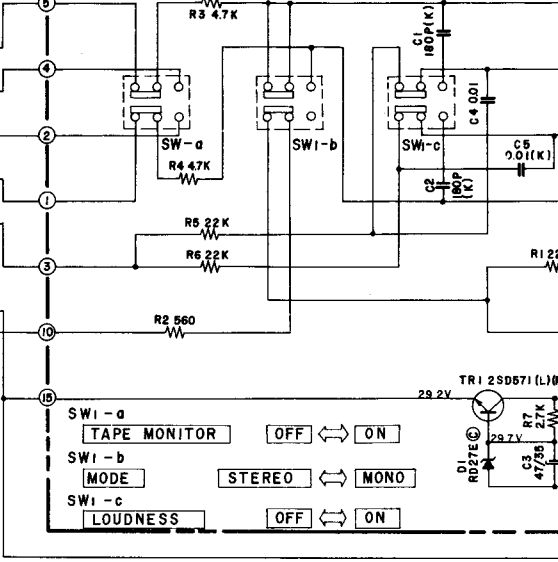 5
R3 4.7K
C1
180P(K)
4
C4 0.01
2
SW-a
SW1-b
SW1-c
C5
0.01(K)
R4 4.7K
C2
180P
(K)
1
R5 22K
R6 22K
3
R1 22
R2 560
10
TR1 2SD571(L)
15
29.2V
R7
2.7K
29.7V
D1
RD27E Ⓒ
C3
47/35
SW1-a
TAPE MONITOR OFF ⇔ ON
SW1-b
MODE STEREO ⇔ MONO
SW1-c
LOUDNESS OFF ⇔ ON